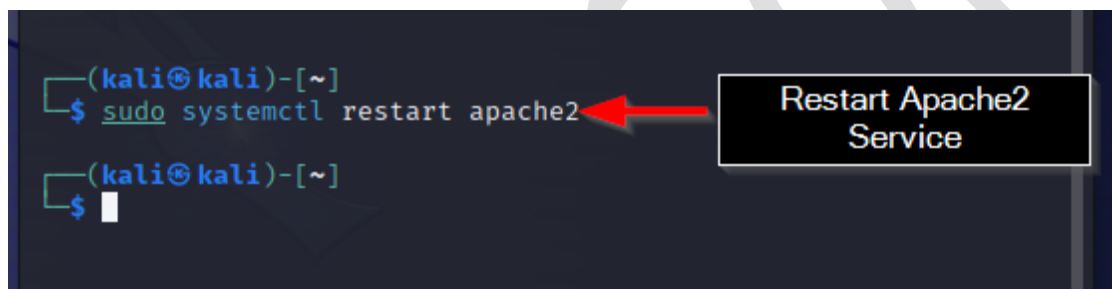 ┌──(kali㉿kali)-[~]
└─$ sudo systemctl restart apache2
Restart Apache2
Service
┌──(kali㉿kali)-[~]
└─$